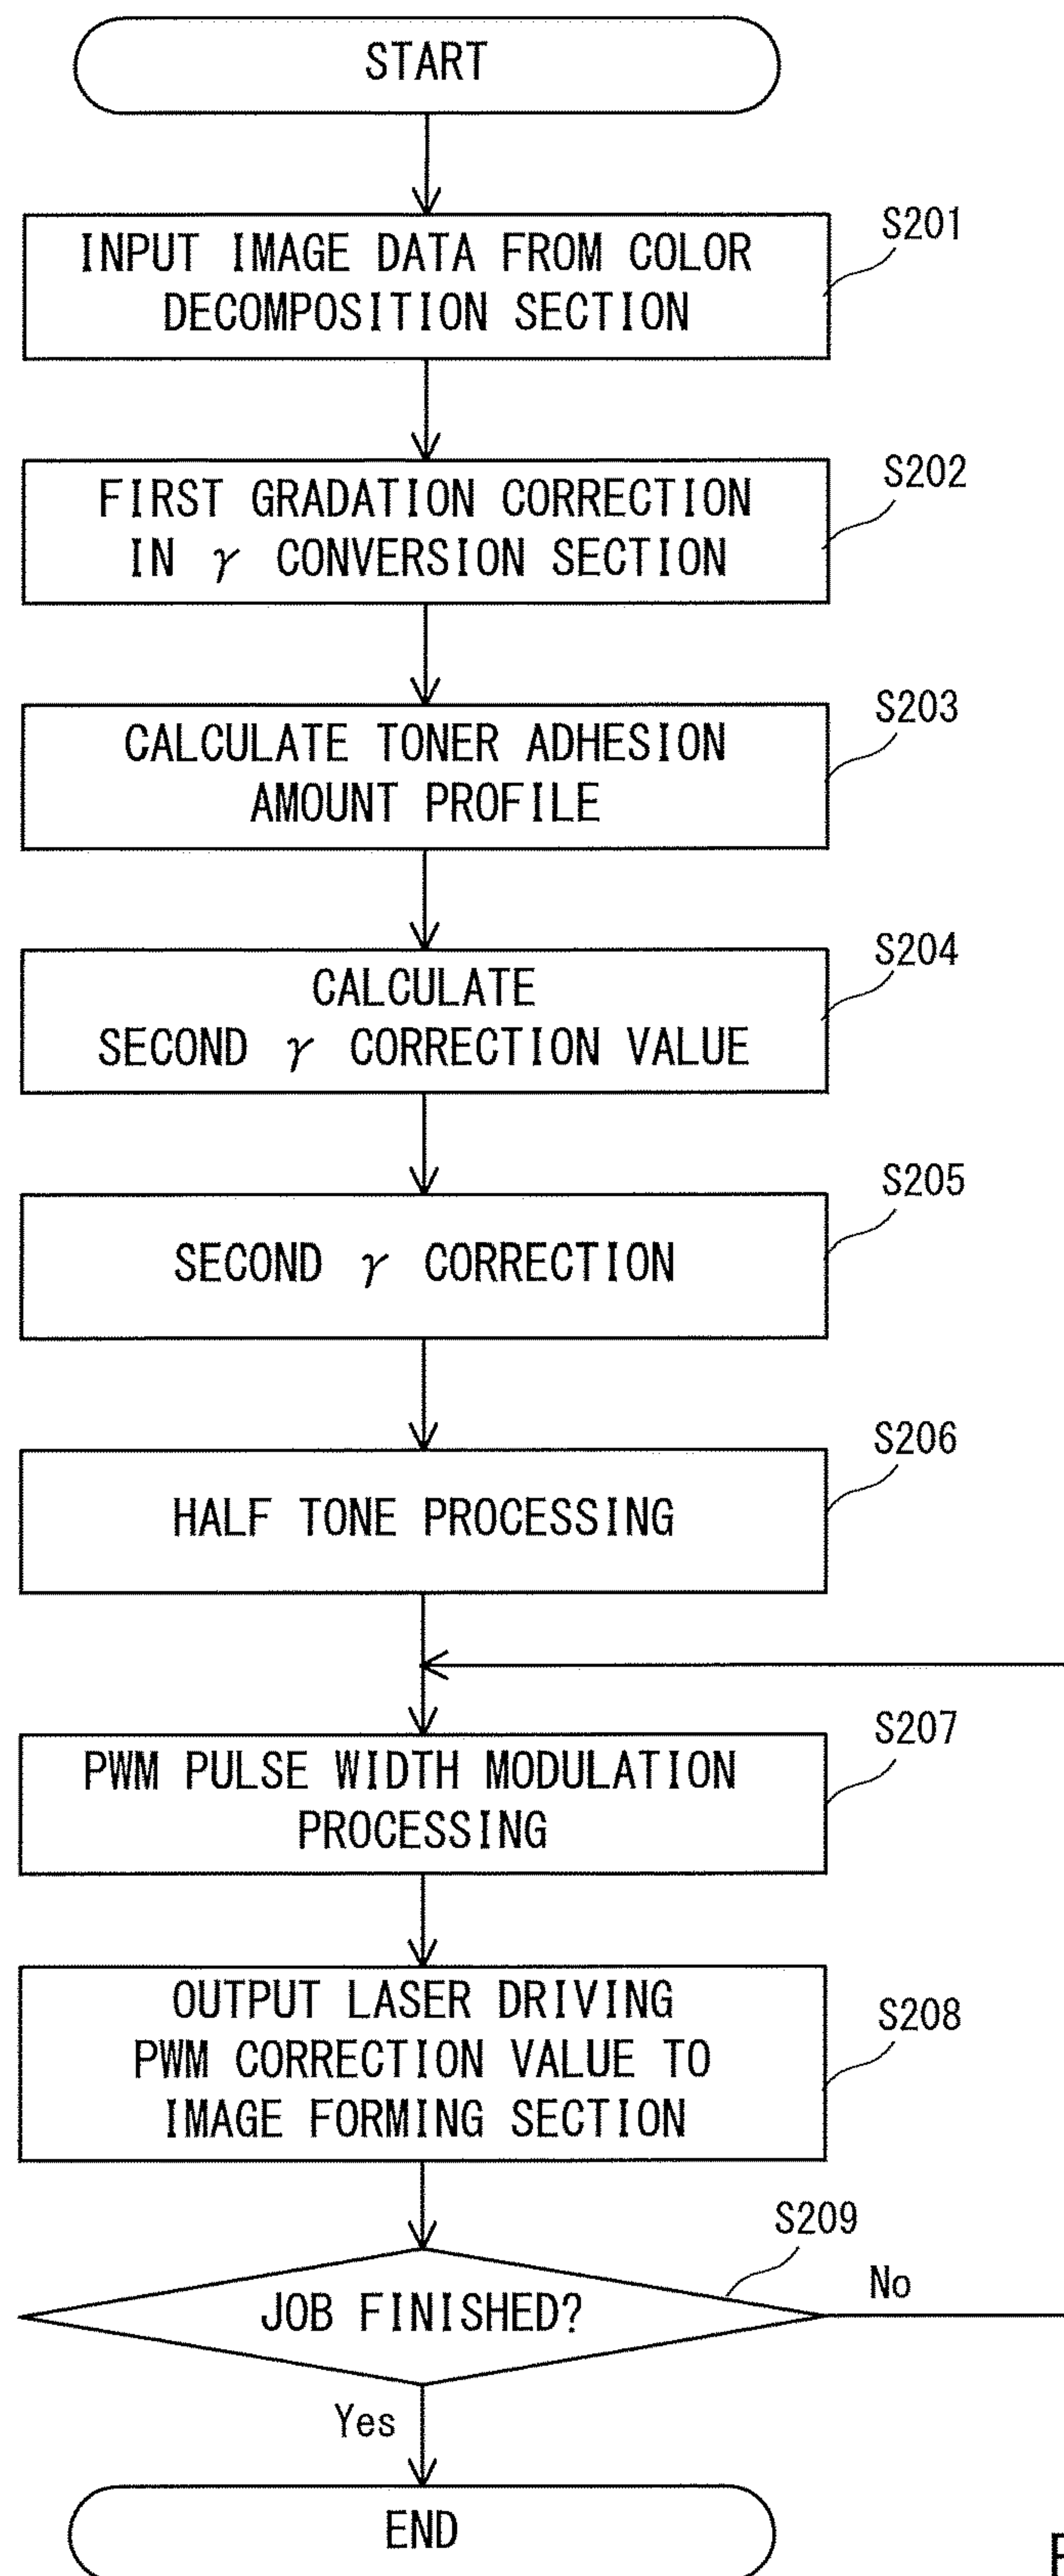 START
S201
INPUT IMAGE DATA FROM COLOR
DECOMPOSITION SECTION
S202
FIRST GRADATION CORRECTION
IN γ CONVERSION SECTION
S203
CALCULATE TONER ADHESION
AMOUNT PROFILE
S204
CALCULATE
SECOND γ CORRECTION VALUE
S205
SECOND γ CORRECTION
S206
HALF TONE PROCESSING
S207
PWM PULSE WIDTH MODULATION
PROCESSING
S208
OUTPUT LASER DRIVING
PWM CORRECTION VALUE TO
IMAGE FORMING SECTION
S209
JOB FINISHED?
No
Yes
END